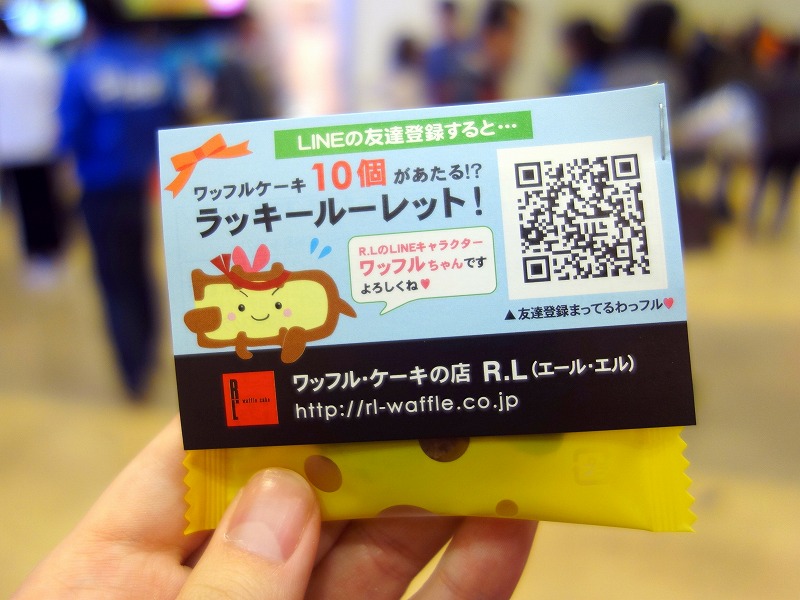 LINEの友達登録すると…
ワッフルケーキ 10個 があたる!?
ラッキールーレット!
R.LのLINEキャラクター
ワッフルちゃんです
よろしくね♥
▲友達登録まってるわっフル♥
R.L waffle cake
ワッフル・ケーキの店 R.L(エール・エル)
http://rl-waffle.co.jp